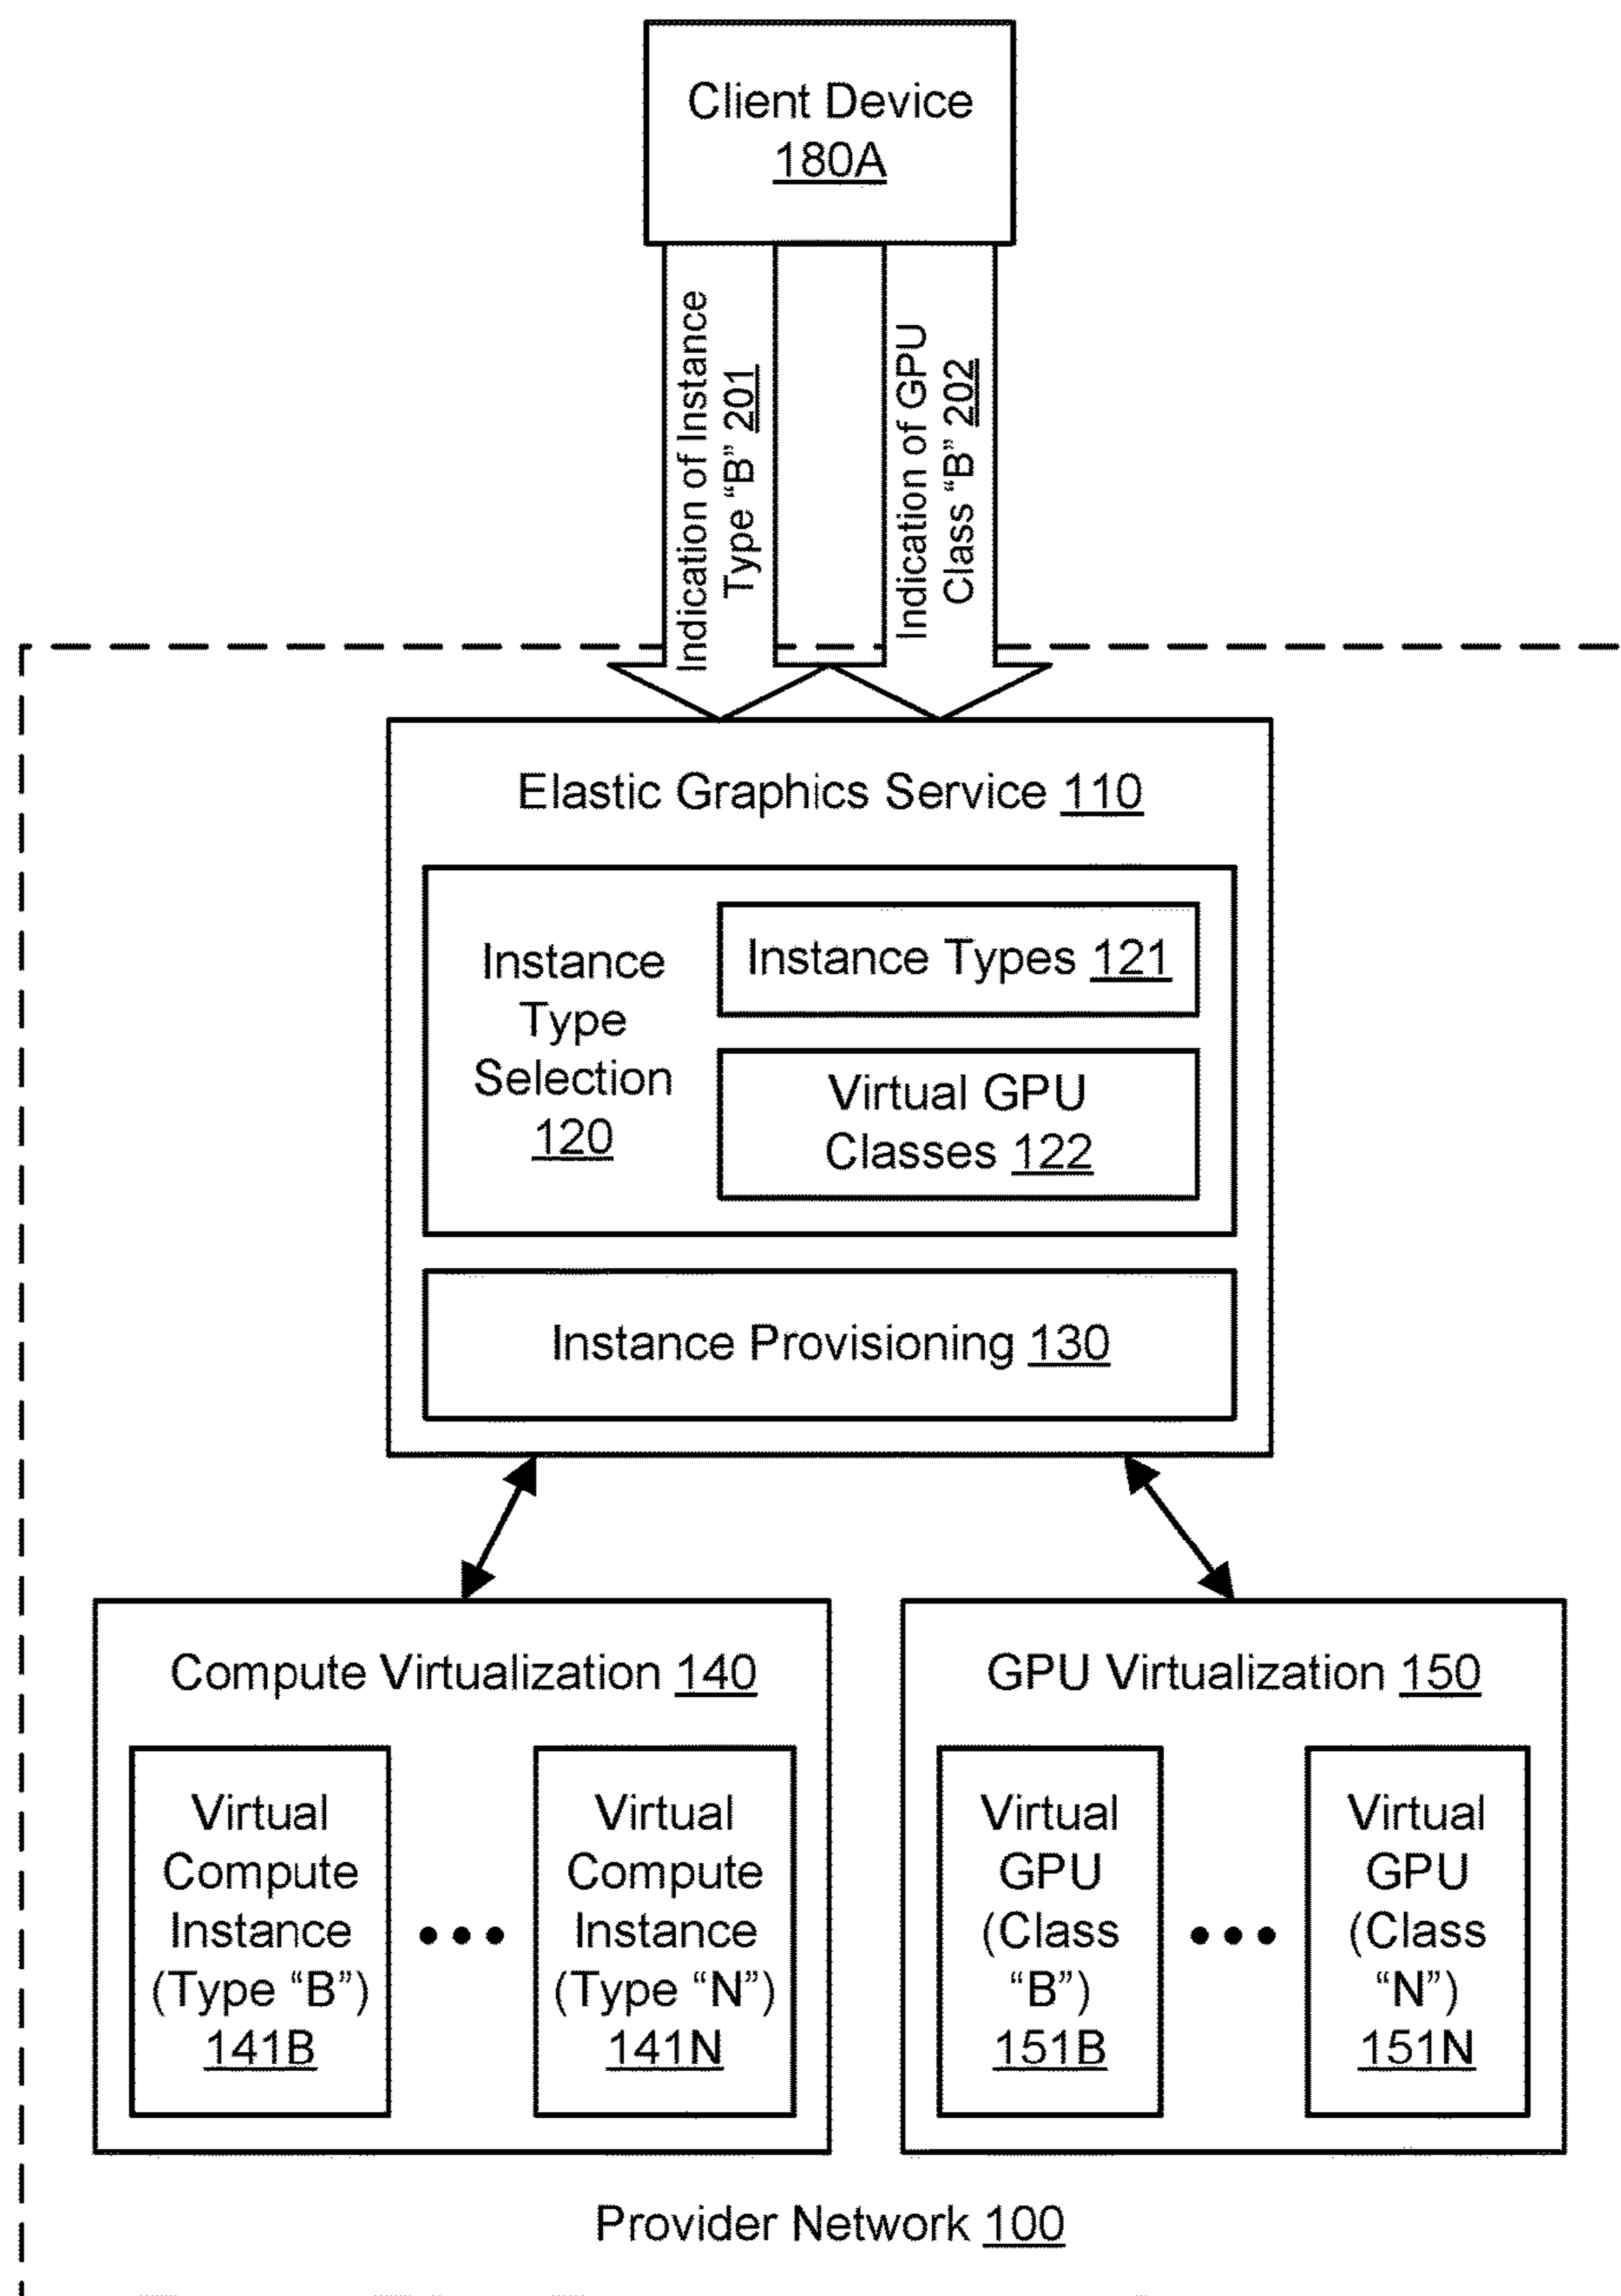 Client Device
180A
Indication of Instance
Type “B” 201
Indication of GPU
Class “B” 202
Elastic Graphics Service 110
Instance
Type
Selection
120
Instance Types 121
Virtual GPU
Classes 122
Instance Provisioning 130
Compute Virtualization 140
Virtual
Compute
Instance
(Type “B”)
141B
Virtual
Compute
Instance
(Type “N”)
141N
GPU Virtualization 150
Virtual
GPU
(Class
“B”)
151B
Virtual
GPU
(Class
“N”)
151N
Provider Network 100